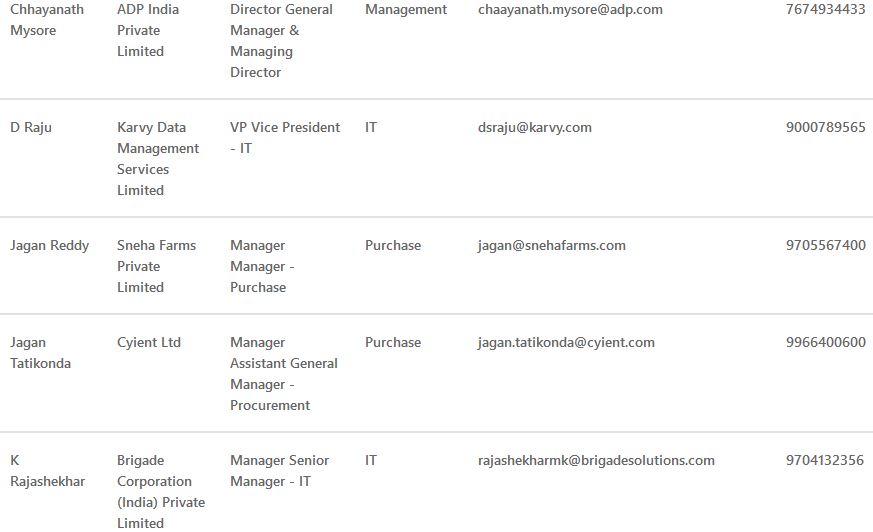 Chhayanath ADP India Director General Management chaayanath.mysore@adp.com 7674934433
Mysore Private Manager &
Limited Managing
Director
D Raju Karvy Data VP Vice President IT dsraju@karvy.com 9000789565
Management - IT
Services
Limited
Jagan Reddy Sneha Farms Manager Purchase jagan@snehafarms.com 9705567400
Private Manager -
Limited Purchase
Jagan Cyient Ltd Manager Purchase jagan.tatikonda@cyient.com 9966400600
Tatikonda Assistant General
Manager -
Procurement
K Brigade Manager Senior IT rajashekharmk@brigadesolutions.com 9704132356
Rajashekhar Corporation Manager - IT
(India) Private
Limited